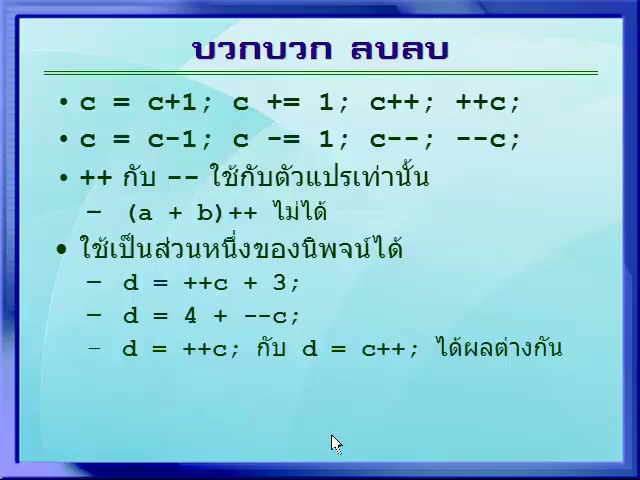 บวกบวก ลบลบ
• c = c+1; c += 1; c++; ++c;
• c = c-1; c -= 1; c--; --c;
• ++ กับ -- ใช้กับตัวแปรเท่านั้น
– (a + b)++ ไม่ได้
• ใช้เป็นส่วนหนึ่งของนิพจน์ได้
– d = ++c + 3;
– d = 4 + --c;
– d = ++c; กับ d = c++; ได้ผลต่างกัน